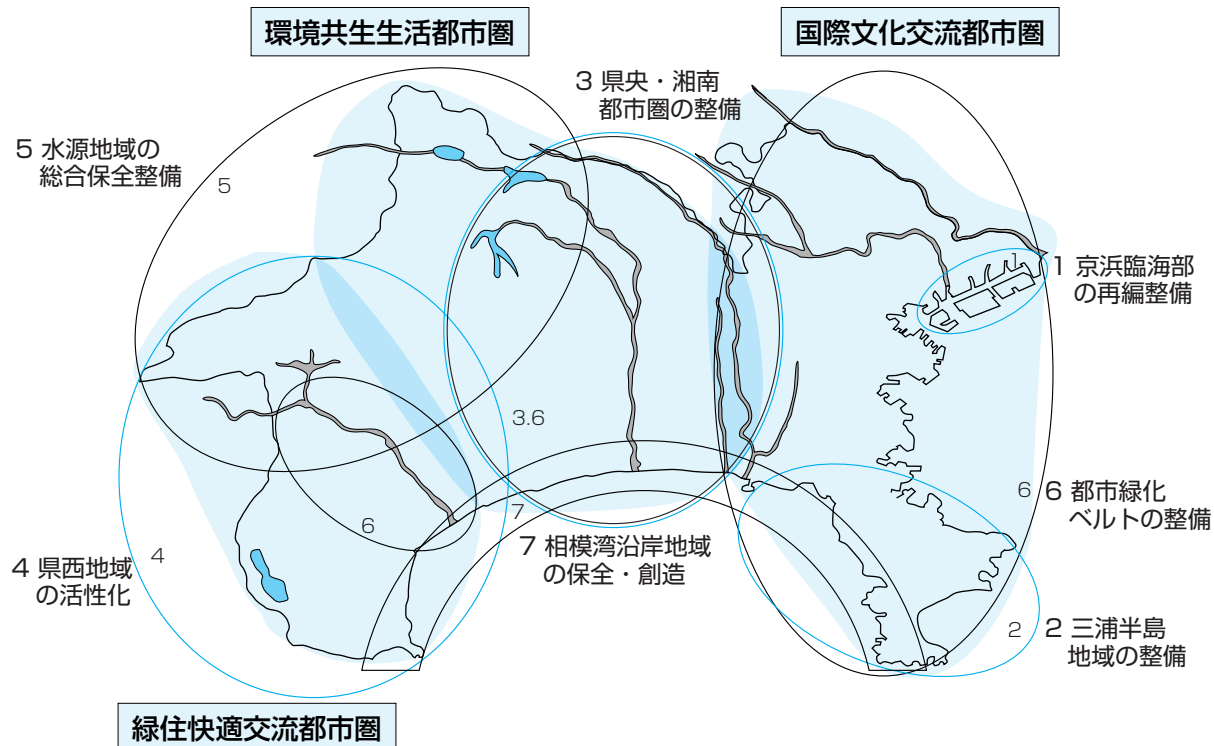 環境共生生活都市圏
国際文化交流都市圏
3 県央・湘南
都市圏の整備
5 水源地域の
総合保全整備
5
1
1 京浜臨海部
の再編整備
3.6
6
6 都市緑化
ベルトの整備
6
7
4
4 県西地域
の活性化
7 相模湾沿岸地域
の保全・創造
2
2 三浦半島
地域の整備
緑住快適交流都市圏